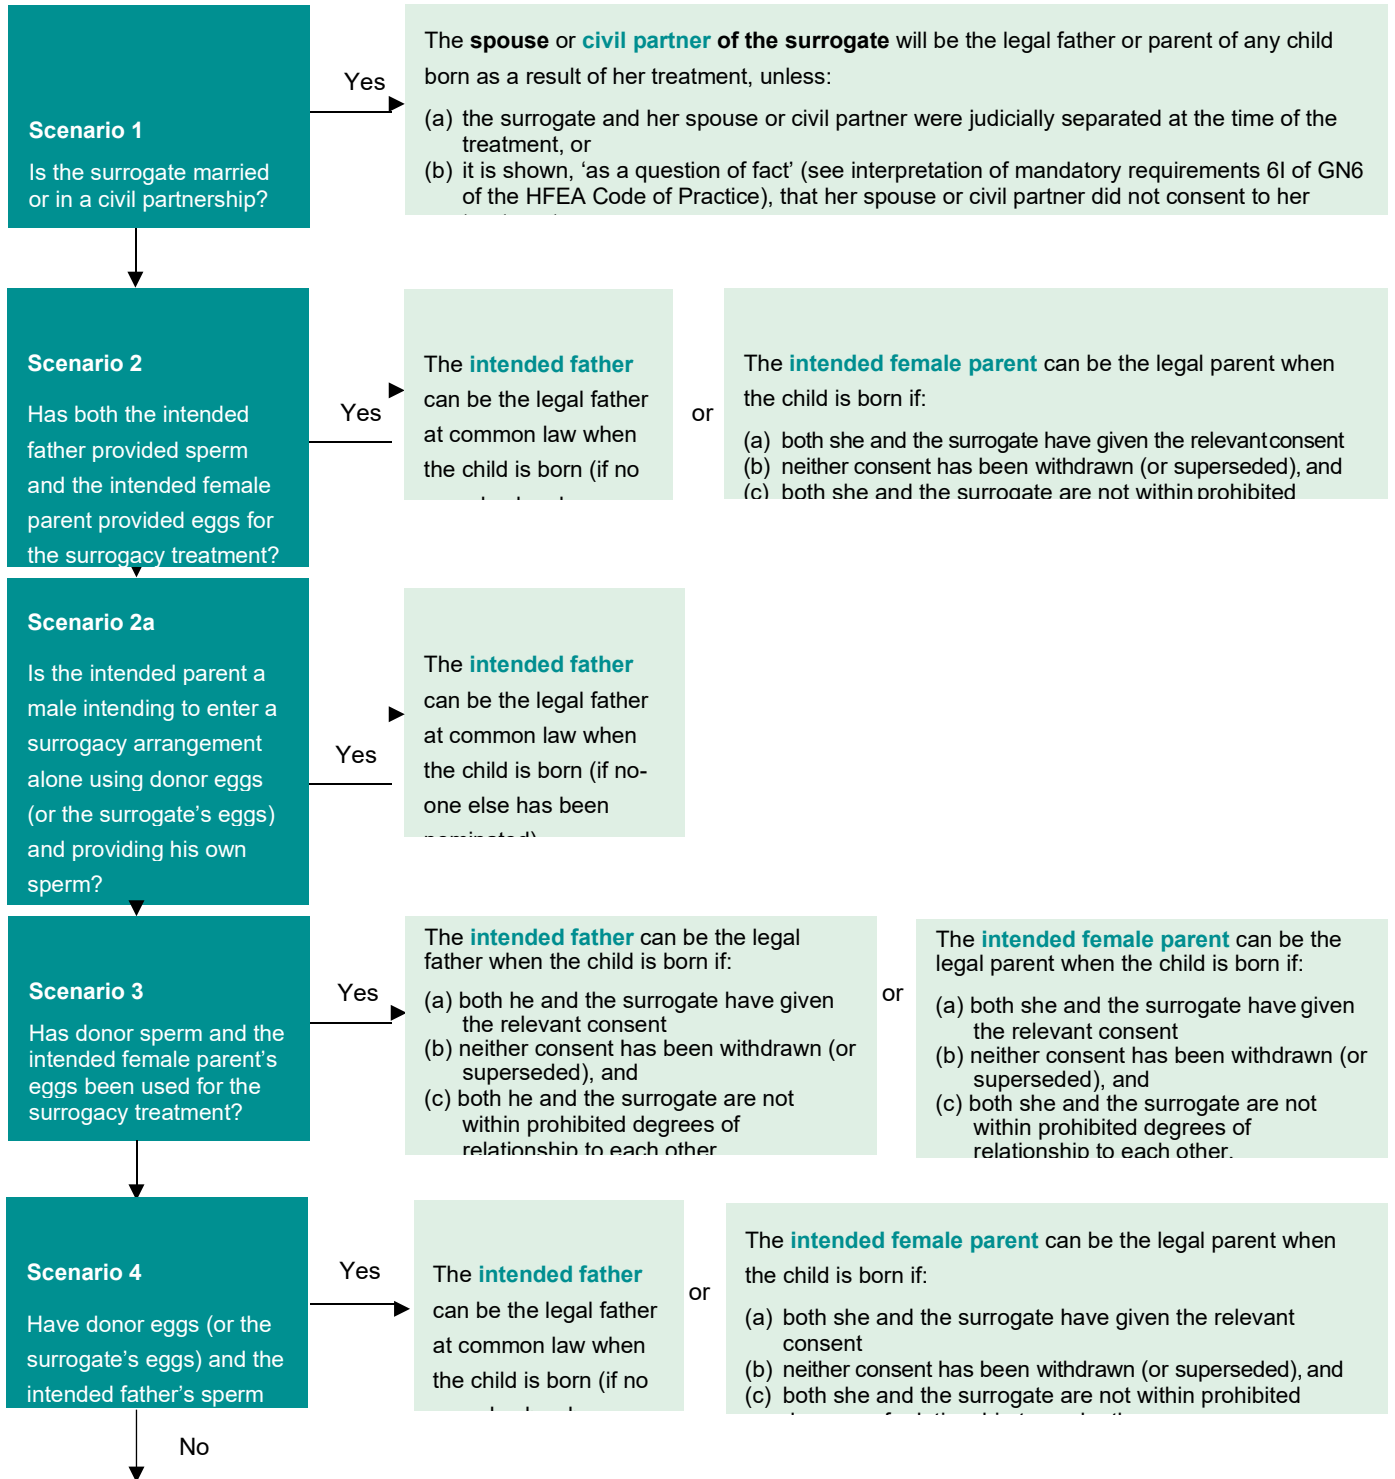 Scenario 1
Is the surrogate married
or in a civil partnership?
Yes
The spouse or civil partner of the surrogate will be the legal father or parent of any child
born as a result of her treatment, unless:
(a) the surrogate and her spouse or civil partner were judicially separated at the time of the
treatment, or
(b) it is shown, ‘as a question of fact’ (see interpretation of mandatory requirements 6I of GN6
of the HFEA Code of Practice), that her spouse or civil partner did not consent to her
Scenario 2
Has both the intended
father provided sperm
and the intended female
parent provided eggs for
the surrogacy treatment?
Yes
The intended father
can be the legal father
at common law when
the child is born (if no
or
The intended female parent can be the legal parent when
the child is born if:
(a) both she and the surrogate have given the relevant consent
(b) neither consent has been withdrawn (or superseded), and
(c) both she and the surrogate are not within prohibited
Scenario 2a
Is the intended parent a
male intending to enter a
surrogacy arrangement
alone using donor eggs
(or the surrogate’s eggs)
and providing his own
sperm?
Yes
The intended father
can be the legal father
at common law when
the child is born (if no-
one else has been
nominated)
Scenario 3
Has donor sperm and the
intended female parent’s
eggs been used for the
surrogacy treatment?
Yes
The intended father can be the legal
father when the child is born if:
(a) both he and the surrogate have given
the relevant consent
(b) neither consent has been withdrawn (or
superseded), and
(c) both he and the surrogate are not
within prohibited degrees of
relationship to each other
or
The intended female parent can be the
legal parent when the child is born if:
(a) both she and the surrogate have given
the relevant consent
(b) neither consent has been withdrawn (or
superseded), and
(c) both she and the surrogate are not
within prohibited degrees of
relationship to each other.
Scenario 4
Have donor eggs (or the
surrogate’s eggs) and the
intended father’s sperm
Yes
The intended father
can be the legal father
at common law when
the child is born (if no
or
The intended female parent can be the legal parent when
the child is born if:
(a) both she and the surrogate have given the relevant
consent
(b) neither consent has been withdrawn (or superseded), and
(c) both she and the surrogate are not within prohibited
No